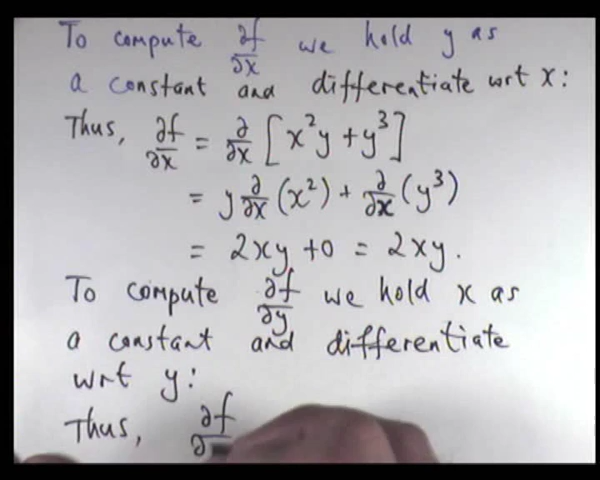 To compute ∂f/∂x we hold y as
a constant and differentiate wrt x:
Thus, ∂f/∂x = ∂/∂x [x²y + y³]
= y ∂/∂x (x²) + ∂/∂x (y³)
= 2xy + 0 = 2xy.
To compute ∂f/∂y we hold x as
a constant and differentiate
wrt y:
Thus, ∂f/∂